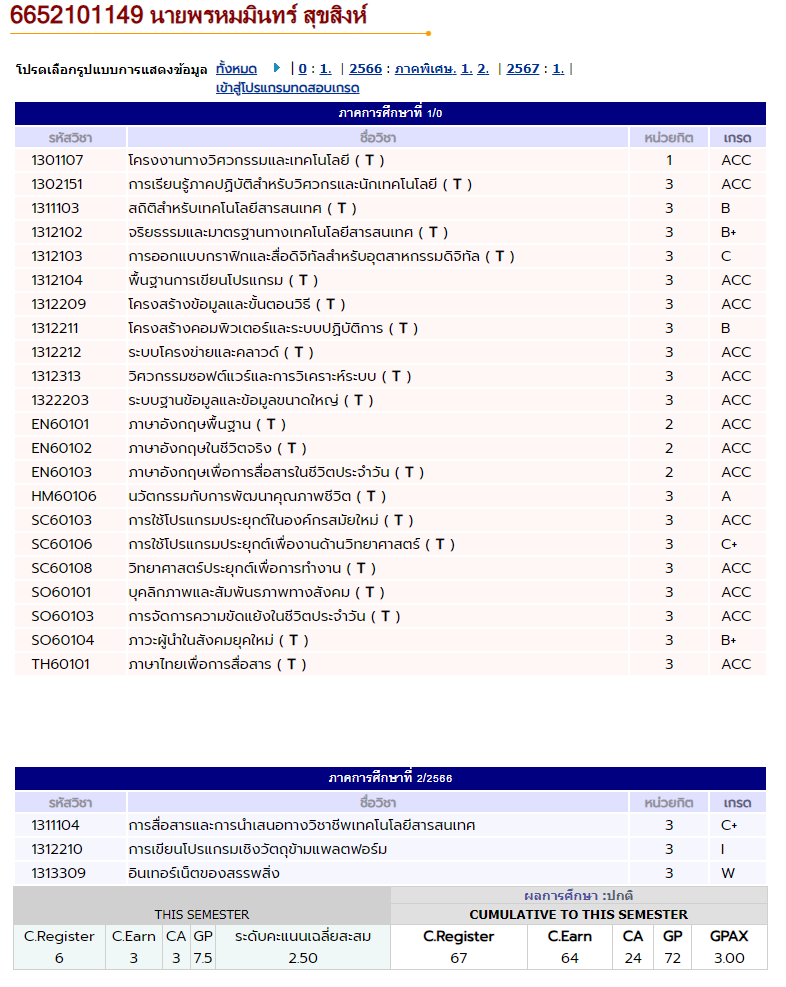 6652101149 นายพรหมมินทร์ สุขสิงห์
โปรดเลือกรูปแบบการแสดงข้อมูล ทั้งหมด | 0 : 1. | 2566 : ภาคพิเศษ. 1. 2. | 2567 : 1. |
เข้าสู่โปรแกรมทดสอบเกรด
ภาคการศึกษาที่ 1/0
รหัสวิชา ชื่อวิชา หน่วยกิต เกรด
1301107 โครงงานทางวิศวกรรมและเทคโนโลยี ( T ) 1 ACC
1302151 การเรียนรู้ภาคปฏิบัติสำหรับวิศวกรและนักเทคโนโลยี ( T ) 3 ACC
1311103 สถิติสำหรับเทคโนโลยีสารสนเทศ ( T ) 3 B
1312102 จริยธรรมและมาตรฐานทางเทคโนโลยีสารสนเทศ ( T ) 3 B+
1312103 การออกแบบกราฟิกและสื่อดิจิทัลสำหรับอุตสาหกรรมดิจิทัล ( T ) 3 C
1312104 พื้นฐานการเขียนโปรแกรม ( T ) 3 ACC
1312209 โครงสร้างข้อมูลและขั้นตอนวิธี ( T ) 3 ACC
1312211 โครงสร้างคอมพิวเตอร์และระบบปฏิบัติการ ( T ) 3 B
1312212 ระบบโครงข่ายและคลาวด์ ( T ) 3 ACC
1312313 วิศวกรรมซอฟต์แวร์และการวิเคราะห์ระบบ ( T ) 3 ACC
1322203 ระบบฐานข้อมูลและข้อมูลขนาดใหญ่ ( T ) 3 ACC
EN60101 ภาษาอังกฤษพื้นฐาน ( T ) 2 ACC
EN60102 ภาษาอังกฤษในชีวิตจริง ( T ) 2 ACC
EN60103 ภาษาอังกฤษเพื่อการสื่อสารในชีวิตประจำวัน ( T ) 2 ACC
HM60106 นวัตกรรมกับการพัฒนาคุณภาพชีวิต ( T ) 3 A
SC60103 การใช้โปรแกรมประยุกต์ในองค์กรสมัยใหม่ ( T ) 3 ACC
SC60106 การใช้โปรแกรมประยุกต์เพื่องานด้านวิทยาศาสตร์ ( T ) 3 C+
SC60108 วิทยาศาสตร์ประยุกต์เพื่อการทำงาน ( T ) 3 ACC
SO60101 บุคลิกภาพและสัมพันธภาพทางสังคม ( T ) 3 ACC
SO60103 การจัดการความขัดแย้งในชีวิตประจำวัน ( T ) 3 ACC
SO60104 ภาวะผู้นำในสังคมยุคใหม่ ( T ) 3 B+
TH60101 ภาษาไทยเพื่อการสื่อสาร ( T ) 3 ACC
ภาคการศึกษาที่ 2/2566
รหัสวิชา ชื่อวิชา หน่วยกิต เกรด
1311104 การสื่อสารและการนำเสนอทางวิชาชีพเทคโนโลยีสารสนเทศ 3 C+
1312210 การเขียนโปรแกรมเชิงวัตถุข้ามแพลตฟอร์ม 3 I
1313309 อินเทอร์เน็ตของสรรพสิ่ง 3 W
ผลการศึกษา :ปกติ
THIS SEMESTER CUMULATIVE TO THIS SEMESTER
C.Register C.Earn CA GP ระดับคะแนนเฉลี่ยสะสม C.Register C.Earn CA GP GPAX
6 3 3 7.5 2.50 67 64 24 72 3.00